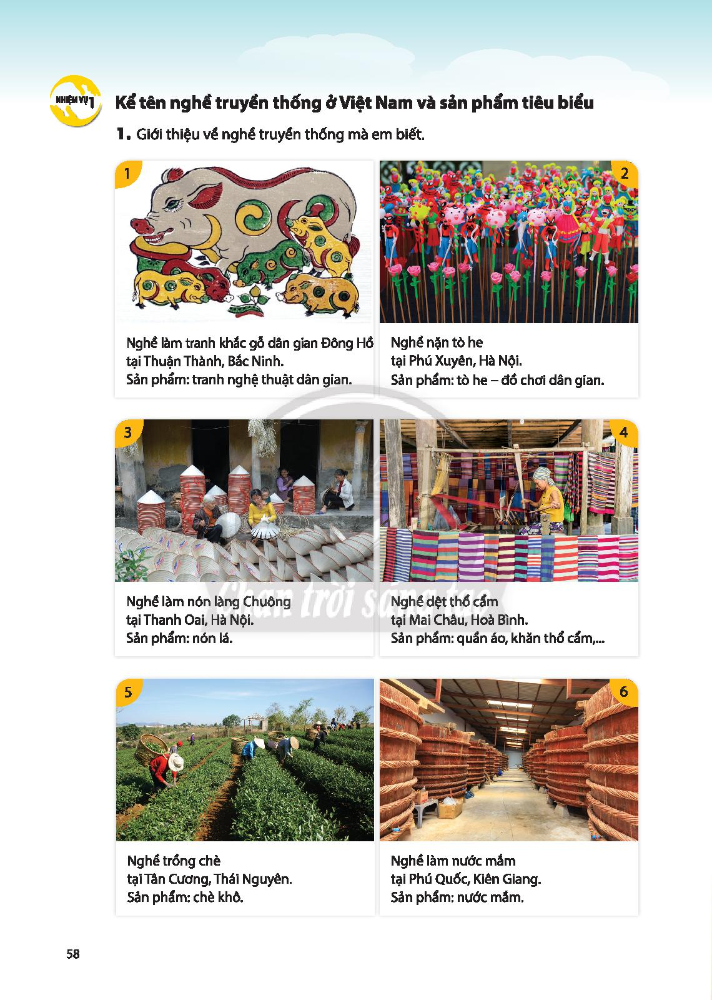 NHIỆM VỤ 1
Kể tên nghề truyền thống ở Việt Nam và sản phẩm tiêu biểu
1. Giới thiệu về nghề truyền thống mà em biết.
1
2
Nghề làm tranh khắc gỗ dân gian Đông Hồ
tại Thuận Thành, Bắc Ninh.
Sản phẩm: tranh nghệ thuật dân gian.
Nghề nặn tò he
tại Phú Xuyên, Hà Nội.
Sản phẩm: tò he – đồ chơi dân gian.
3
4
Chân trời sáng tạo
Nghề làm nón làng Chuông
tại Thanh Oai, Hà Nội.
Sản phẩm: nón lá.
Nghề dệt thổ cẩm
tại Mai Châu, Hoà Bình.
Sản phẩm: quần áo, khăn thổ cẩm,...
5
6
Nghề trồng chè
tại Tân Cương, Thái Nguyên.
Sản phẩm: chè khô.
Nghề làm nước mắm
tại Phú Quốc, Kiên Giang.
Sản phẩm: nước mắm.
58